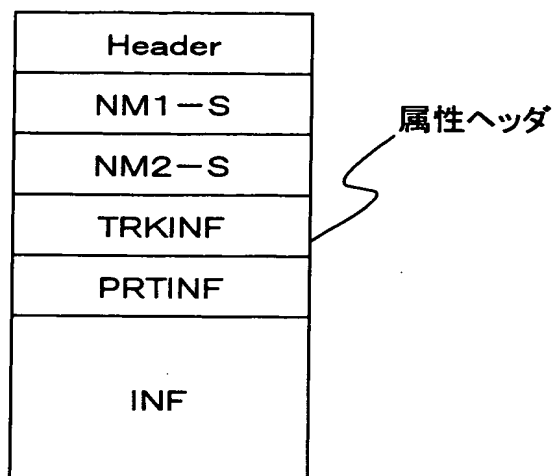 Header
NM1-S
NM2-S
属性ヘッダ
TRKINF
PRTINF
INF